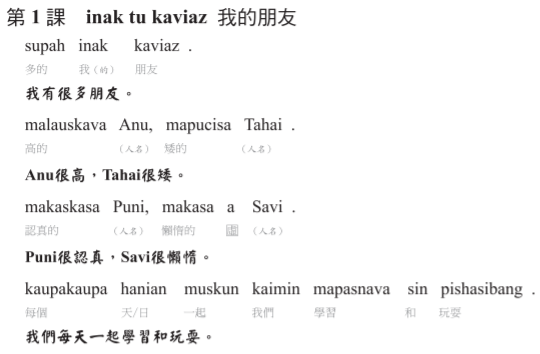 第 1 課 inak tu kaviaz 我的朋友
supah inak kaviaz .
多的 我（的） 朋友
我有很多朋友。
malauskava Anu, mapucisa Tahai .
高的 （人名） 矮的 （人名）
Anu很高，Tahai很矮。
makaskasa Puni, makasa a Savi .
認真的 （人名） 懶惰的 （人名）
Puni很認真，Savi很懶惰。
kaupakaupa hanian muskun kaimin mapasnava sin pishasibang .
每個 天/日 一起 我們 學習 和 玩耍
我們每天一起學習和玩耍。